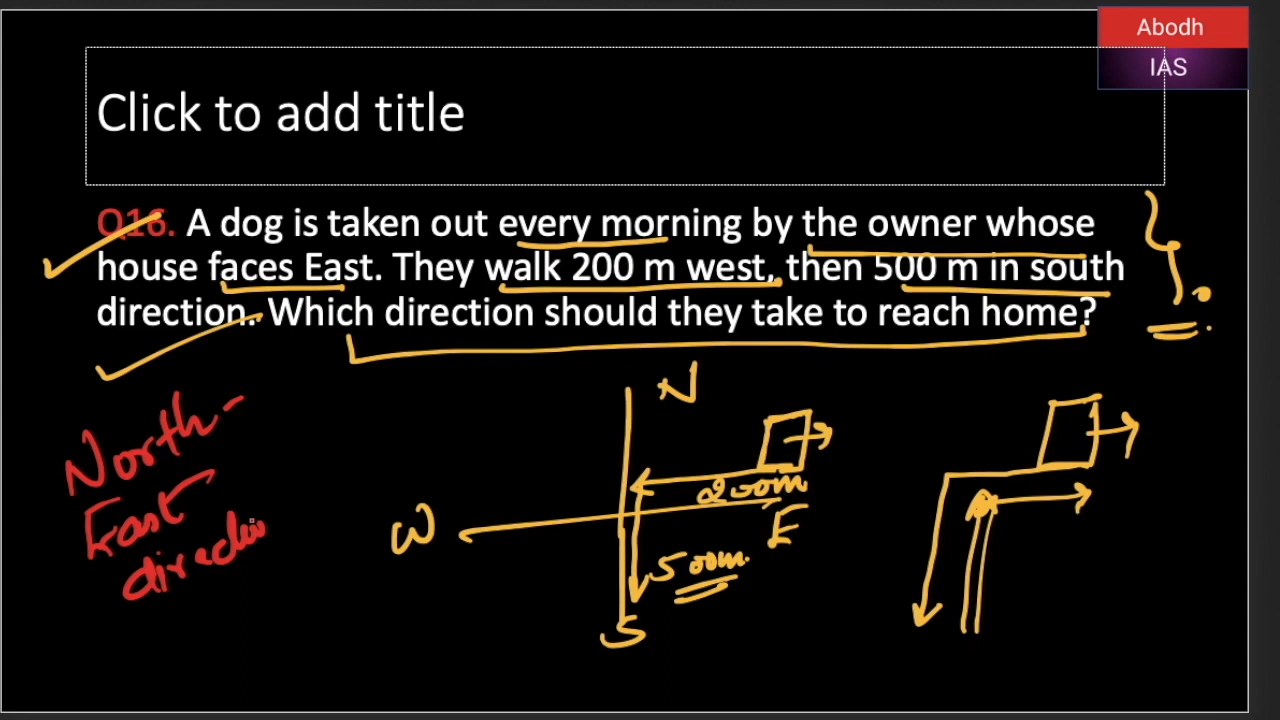 Abodh
IAS
Click to add title
Q16. A dog is taken out every morning by the owner whose
house faces East. They walk 200 m west, then 500 m in south
direction. Which direction should they take to reach home?
N
North-
East
200m
W
E
500m.
S